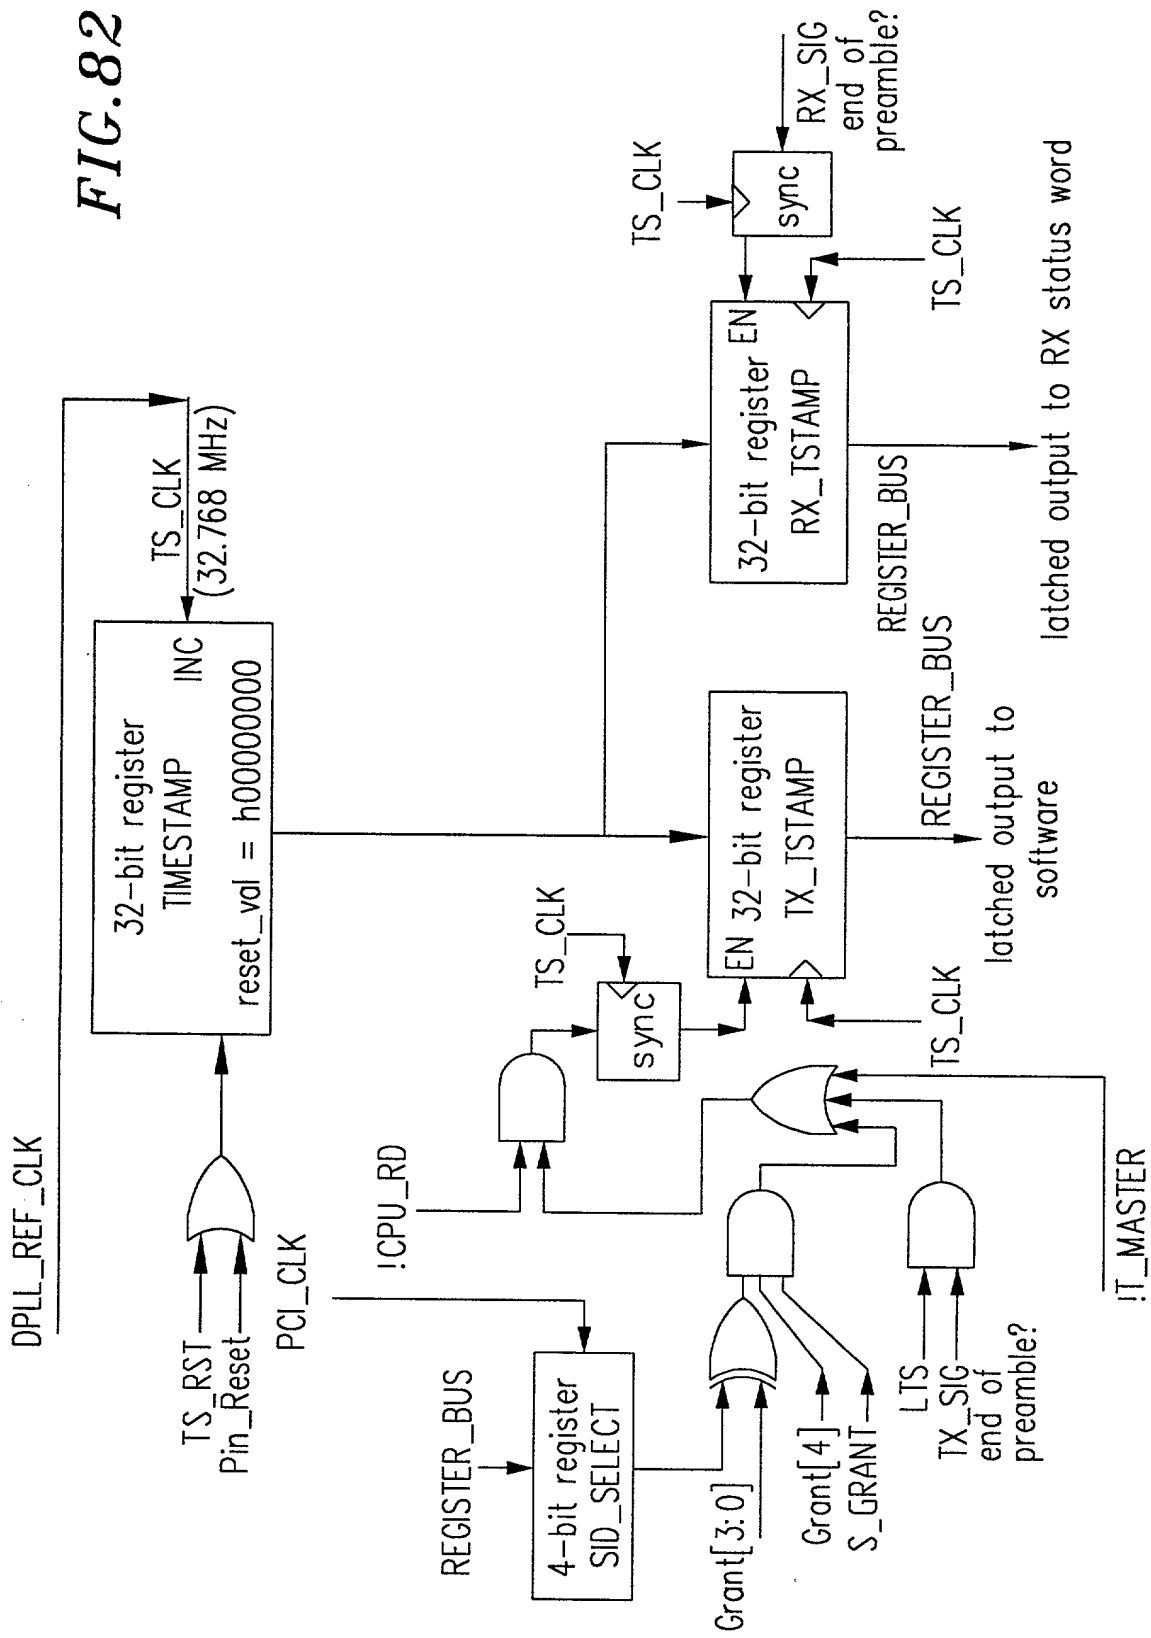 FIG.82
DPLL_REF_CLK
TS_RST
Pin_Reset
32-bit register
TIMESTAMP
INC
reset_val = h00000000
TS_CLK
(32.768 MHz)
PCI_CLK
!CPU_RD
REGISTER_BUS
4-bit register
SID_SELECT
Grant[3:0]
Grant[4]
S_GRANT
LTS
TX_SIG
end of
preamble?
!T_MASTER
TS_CLK
sync
EN
32-bit register
TX_TSTAMP
TS_CLK
REGISTER_BUS
latched output to
software
32-bit register
EN
RX_TSTAMP
REGISTER_BUS
TS_CLK
sync
TS_CLK
RX_SIG
end of
preamble?
latched output to RX status word